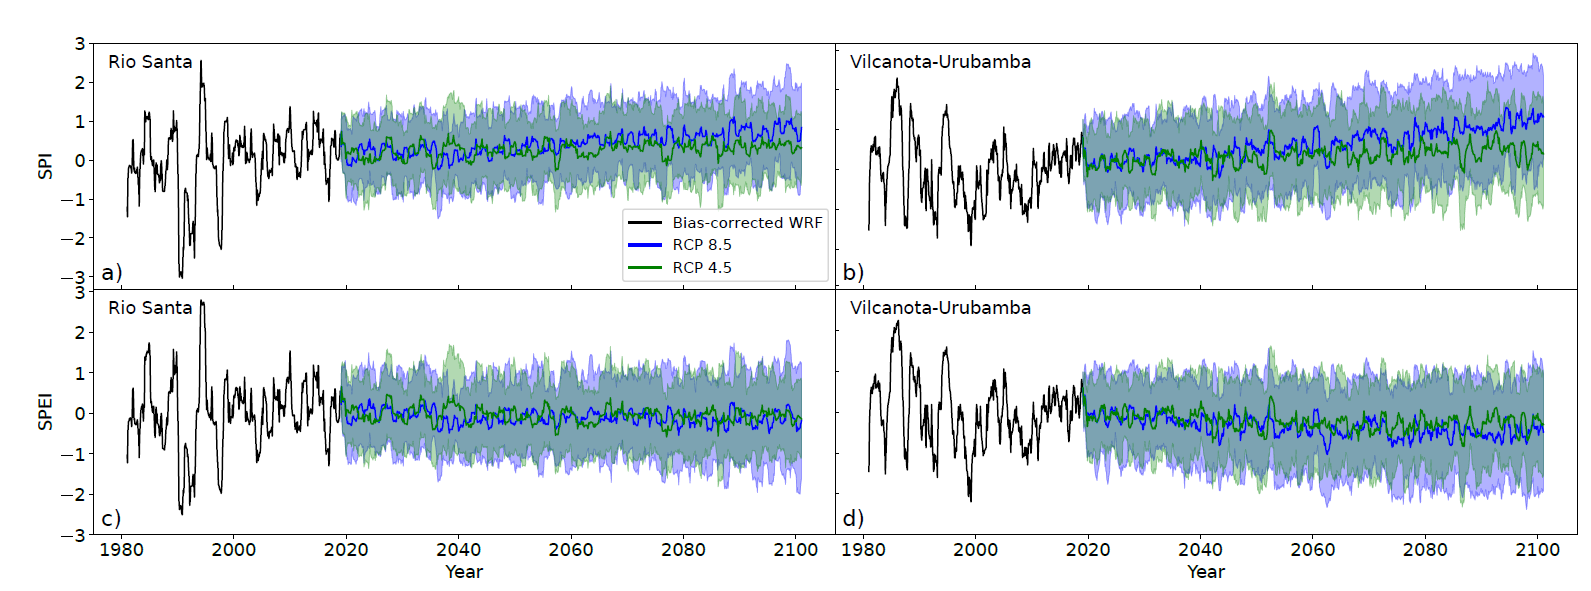 Rio Santa
Vilcanota-Urubamba
3
2
1
0
−1
−2
−3
SPI
Bias-corrected WRF
RCP 8.5
RCP 4.5
a)
b)
Rio Santa
Vilcanota-Urubamba
3
2
1
0
−1
−2
−3
SPEI
c)
d)
1980 2000 2020 2040 2060 2080 2100
1980 2000 2020 2040 2060 2080 2100
Year
Year